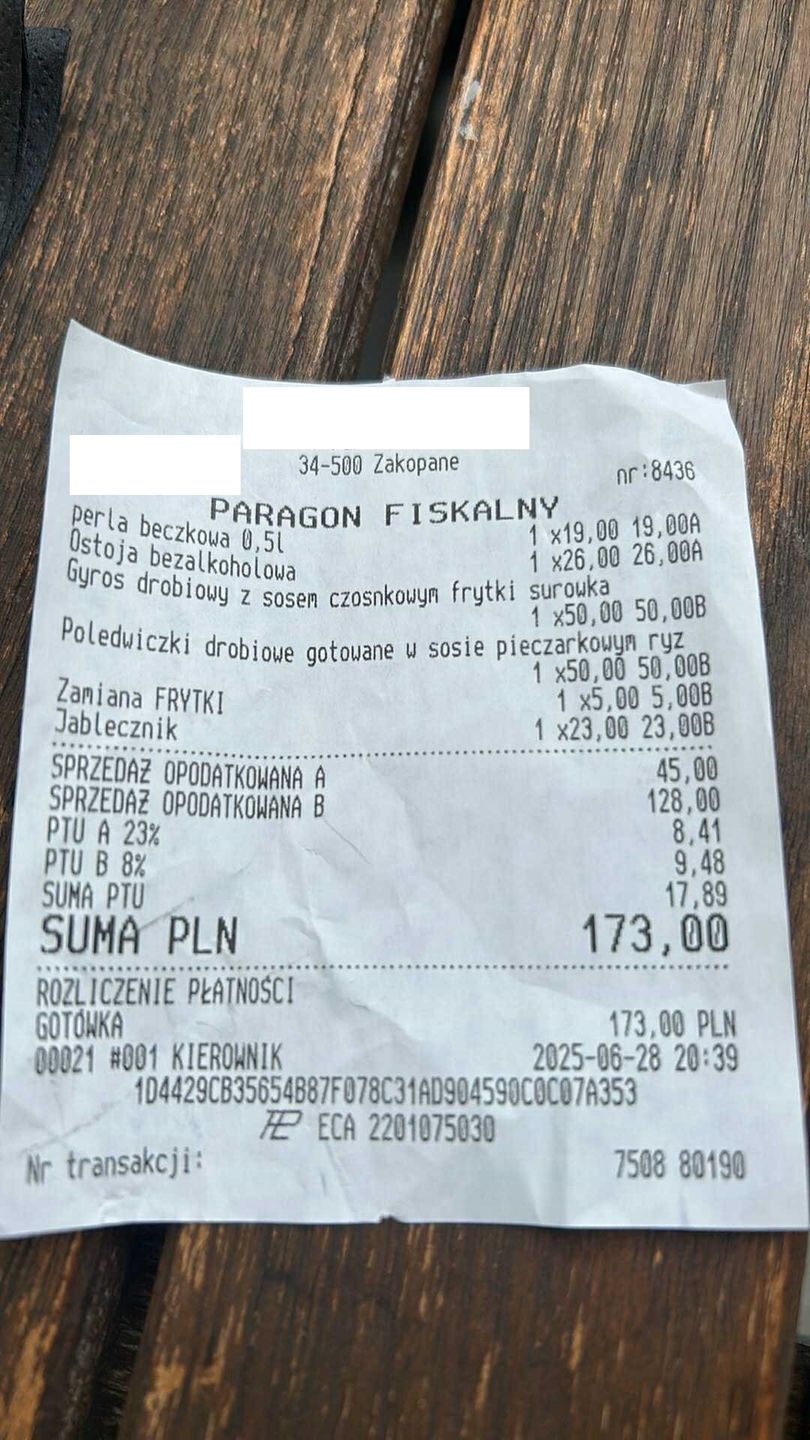 34-500 Zakopane
nr:8436
PARAGON FISKALNY
Perla beczkowa 0,5l 1 x19,00 19,00A
Ostoja bezalkoholowa 1 x26,00 26,00A
Gyros drobiowy z sosem czosnkowym frytki surowka
1 x50,00 50,00B
Poledwiczki drobiowe gotowane w sosie pieczarkowym ryz
1 x50,00 50,00B
Zamiana FRYTKI 1 x5,00 5,00B
Jablecznik 1 x23,00 23,00B
SPRZEDAŻ OPODATKOWANA A 45,00
SPRZEDAŻ OPODATKOWANA B 128,00
PTU A 23% 8,41
PTU B 8% 9,48
SUMA PTU 17,89
SUMA PLN 173,00
ROZLICZENIE PŁATNOŚCI
GOTÓWKA 173,00 PLN
00021 #001 KIEROWNIK 2025-06-28 20:39
1D4429CB35654B87F078C31AD904590C0C07A353
ECA 2201075030
Nr transakcji: 7508 80190